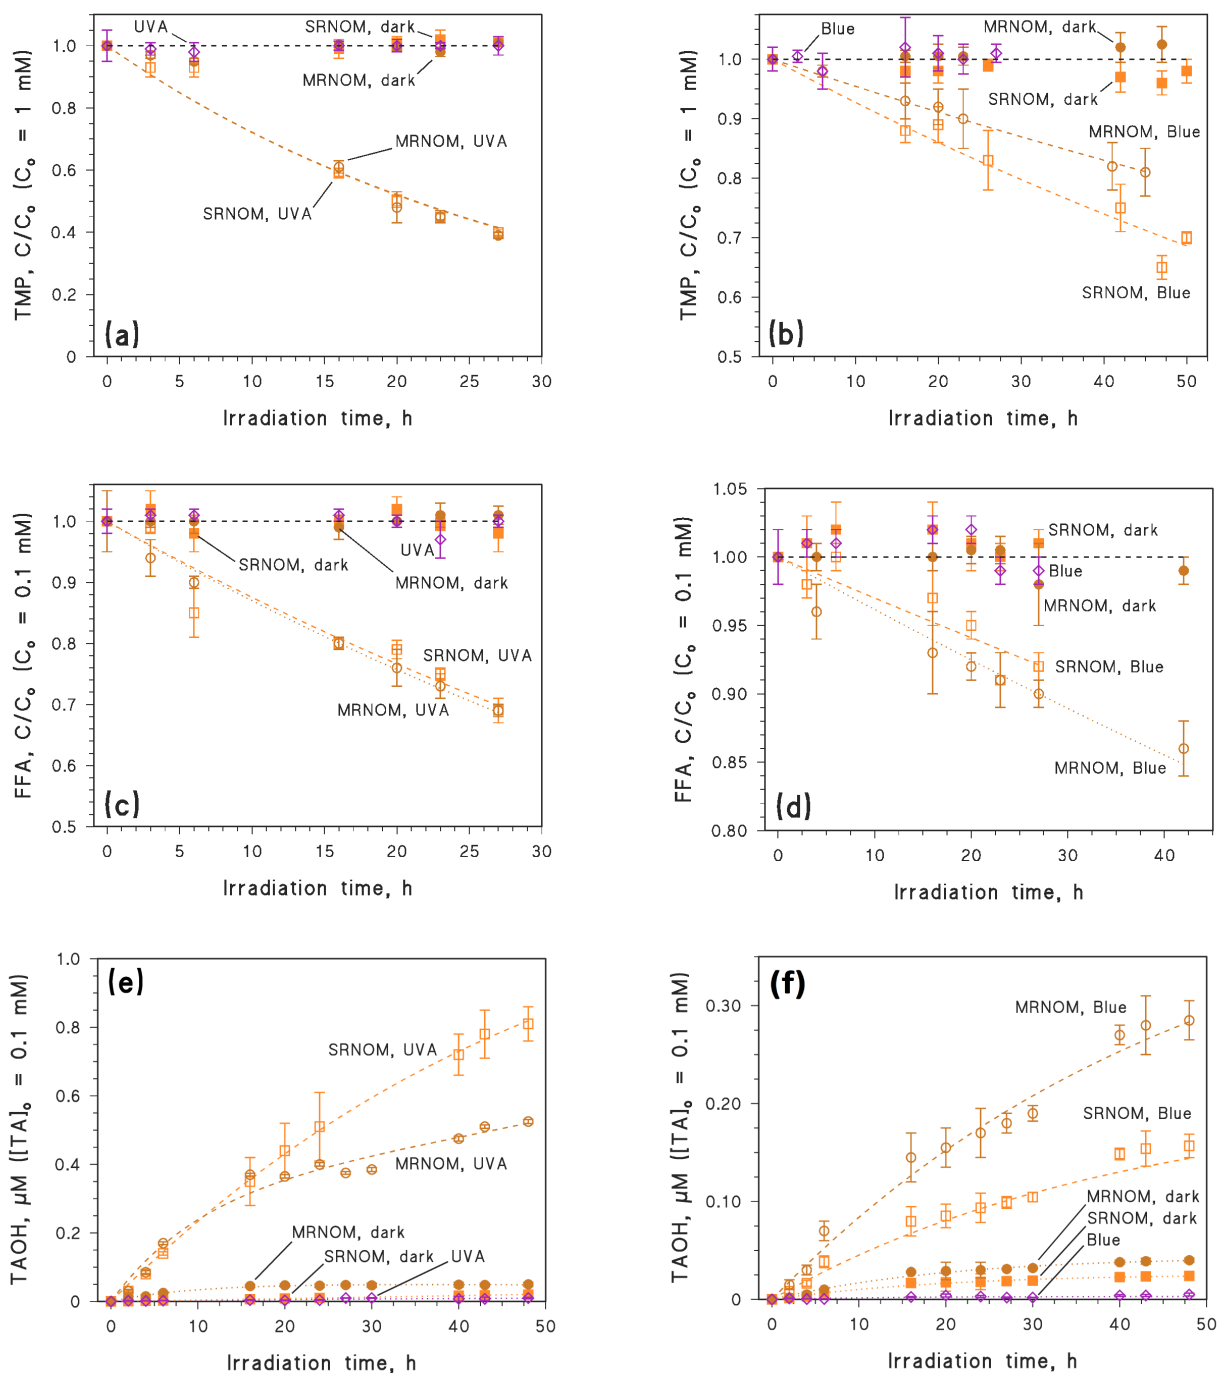 TMP, C/C₀ (C₀ = 1 mM)
1.0
0.8
0.6
0.4
0.2
0
UVA
SRNOM, dark
MRNOM, dark
MRNOM, UVA
SRNOM, UVA
(a)
0 5 10 15 20 25 30
Irradiation time, h
TMP, C/C₀ (C₀ = 1 mM)
1.1
1.0
0.9
0.8
0.7
0.6
0.5
Blue
MRNOM, dark
SRNOM, dark
MRNOM, Blue
SRNOM, Blue
(b)
0 10 20 30 40 50
Irradiation time, h
FFA, C/C₀ (C₀ = 0.1 mM)
1.0
0.9
0.8
0.7
0.6
0.5
UVA
SRNOM, dark
MRNOM, dark
SRNOM, UVA
MRNOM, UVA
(c)
0 5 10 15 20 25 30
Irradiation time, h
FFA, C/C₀ (C₀ = 0.1 mM)
1.05
1.00
0.95
0.90
0.85
0.80
SRNOM, dark
Blue
MRNOM, dark
SRNOM, Blue
MRNOM, Blue
(d)
0 10 20 30 40
Irradiation time, h
TAOH, µM ([TA]₀ = 0.1 mM)
1.0
0.8
0.6
0.4
0.2
0
(e)
SRNOM, UVA
MRNOM, UVA
MRNOM, dark
SRNOM, dark
UVA
0 10 20 30 40 50
Irradiation time, h
TAOH, µM ([TA]₀ = 0.1 mM)
0.30
0.20
0.10
0
(f)
MRNOM, Blue
SRNOM, Blue
MRNOM, dark
SRNOM, dark
Blue
0 10 20 30 40 50
Irradiation time, h